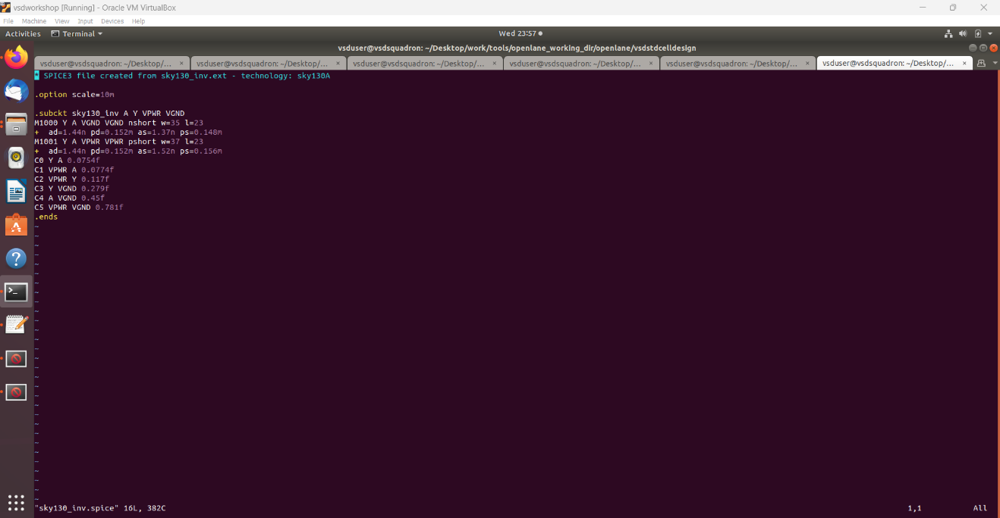 vsdworkshop [Running] - Oracle VM VirtualBox
File Machine View Input Devices Help
Activities Terminal Wed 23:57
vsduser@vsdsquadron: ~/Desktop/work/tools/openlane_working_dir/openlane/vsdstdcelldesign
vsduser@vsdsquadron: ~/Desktop/... × vsduser@vsdsquadron: ~/Desktop/... × vsduser@vsdsquadron: ~/Desktop/... × vsduser@vsdsquadron: ~/Desktop/... × vsduser@vsdsquadron: ~/Desktop/... × vsduser@vsdsquadron: ~/Desktop/... ×
* SPICE3 file created from sky130_inv.ext - technology: sky130A
.option scale=10m
.subckt sky130_inv A Y VPWR VGND
M1000 Y A VGND VGND nshort w=35 l=23
+  ad=1.44n pd=0.152m as=1.37n ps=0.148m
M1001 Y A VPWR VPWR pshort w=37 l=23
+  ad=1.44n pd=0.152m as=1.52n ps=0.156m
C0 Y A 0.0754f
C1 VPWR A 0.0774f
C2 VPWR Y 0.117f
C3 Y VGND 0.279f
C4 A VGND 0.45f
C5 VPWR VGND 0.781f
.ends
"sky130_inv.spice" 16L, 382C 1,1 All